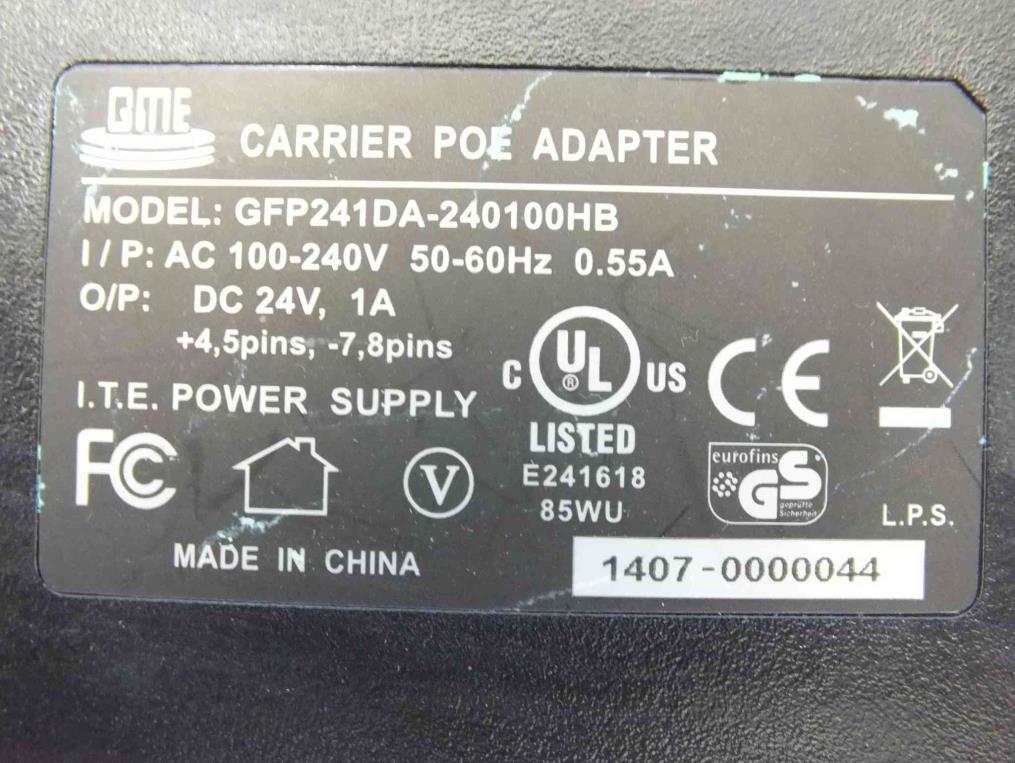 GME
CARRIER POE ADAPTER
MODEL: GFP241DA-240100HB
I/P: AC 100-240V 50-60Hz 0.55A
O/P: DC 24V, 1A
+4,5pins, -7,8pins
I.T.E. POWER SUPPLY
FC
V
C UL® US
LISTED
E241618
85WU
CE
eurofins
GS
geprüfte
Sicherheit
L.P.S.
MADE IN CHINA
1407-0000044